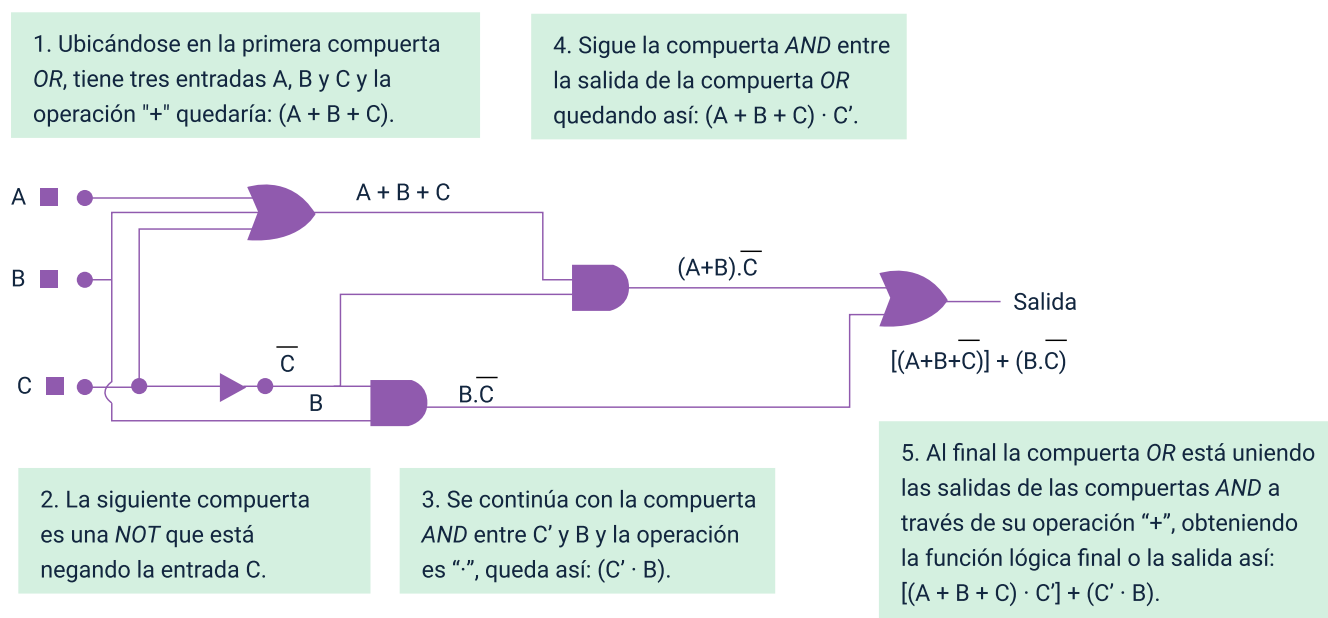 1. Ubicándose en la primera compuerta
OR, tiene tres entradas A, B y C y la
operación "+" quedaría: (A + B + C).
4. Sigue la compuerta AND entre
la salida de la compuerta OR
quedando así: (A + B + C) · C’.
A
A + B + C
B
(A+B).C̅
Salida
C
C̅
B
B.C̅
[(A+B+C̅)] + (B.C̅)
2. La siguiente compuerta
es una NOT que está
negando la entrada C.
3. Se continúa con la compuerta
AND entre C’ y B y la operación
es “·”, queda así: (C’ · B).
5. Al final la compuerta OR está uniendo
las salidas de las compuertas AND a
través de su operación “+”, obteniendo
la función lógica final o la salida así:
[(A + B + C) · C’] + (C’ · B).